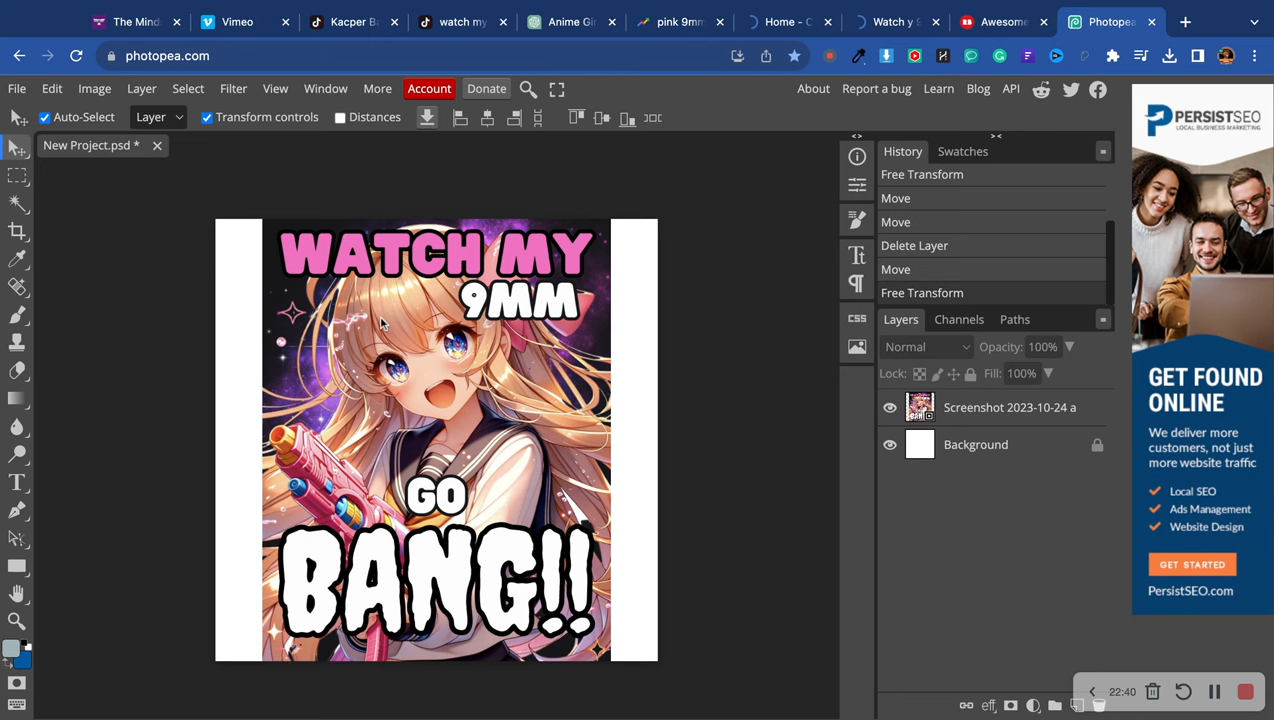 The Minds
Vimeo
Kacper Ba
watch my
Anime Gir
pink 9mm
Home - C
Watch y 9
Awesome
Photopea
photopea.com
File Edit Image Layer Select Filter View Window More Account Donate
About Report a bug Learn Blog API
Auto-Select Layer Transform controls Distances
New Project.psd *
WATCH MY
9MM
GO
BANG!!
History Swatches
Free Transform
Move
Move
Delete Layer
Move
Free Transform
Layers Channels Paths
Normal Opacity: 100%
Lock: Fill: 100%
Screenshot 2023-10-24 a
Background
CSS
eff
PERSISTSEO
LOCAL BUSINESS MARKETING
GET FOUND
ONLINE
We deliver more
customers, not just
more website traffic
Local SEO
Ads Management
Website Design
GET STARTED
PersistSEO.com
22:40